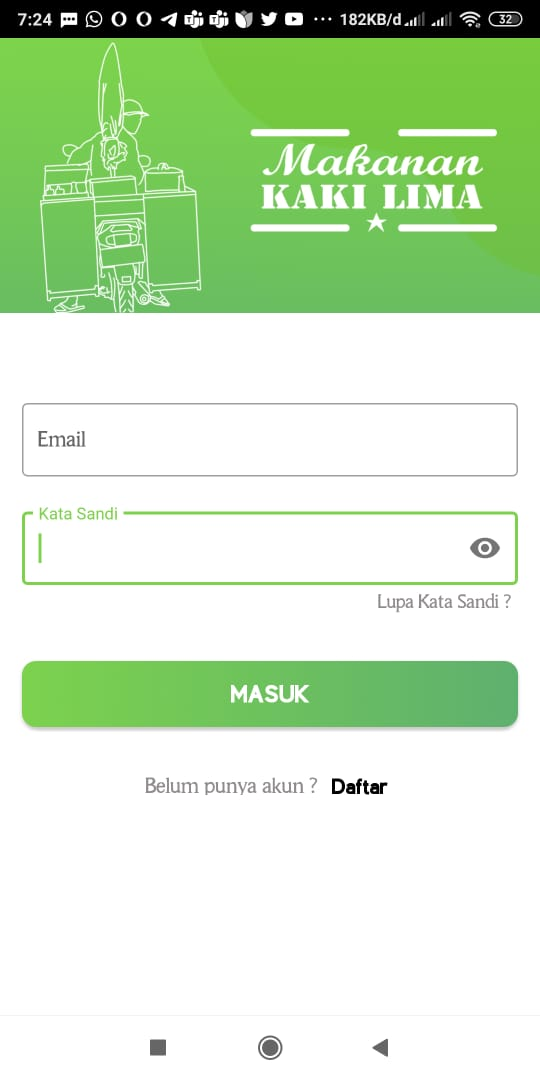 7:24 182KB/d 32
Makanan
KAKI LIMA
Email
Kata Sandi
Lupa Kata Sandi ?
MASUK
Belum punya akun ? Daftar